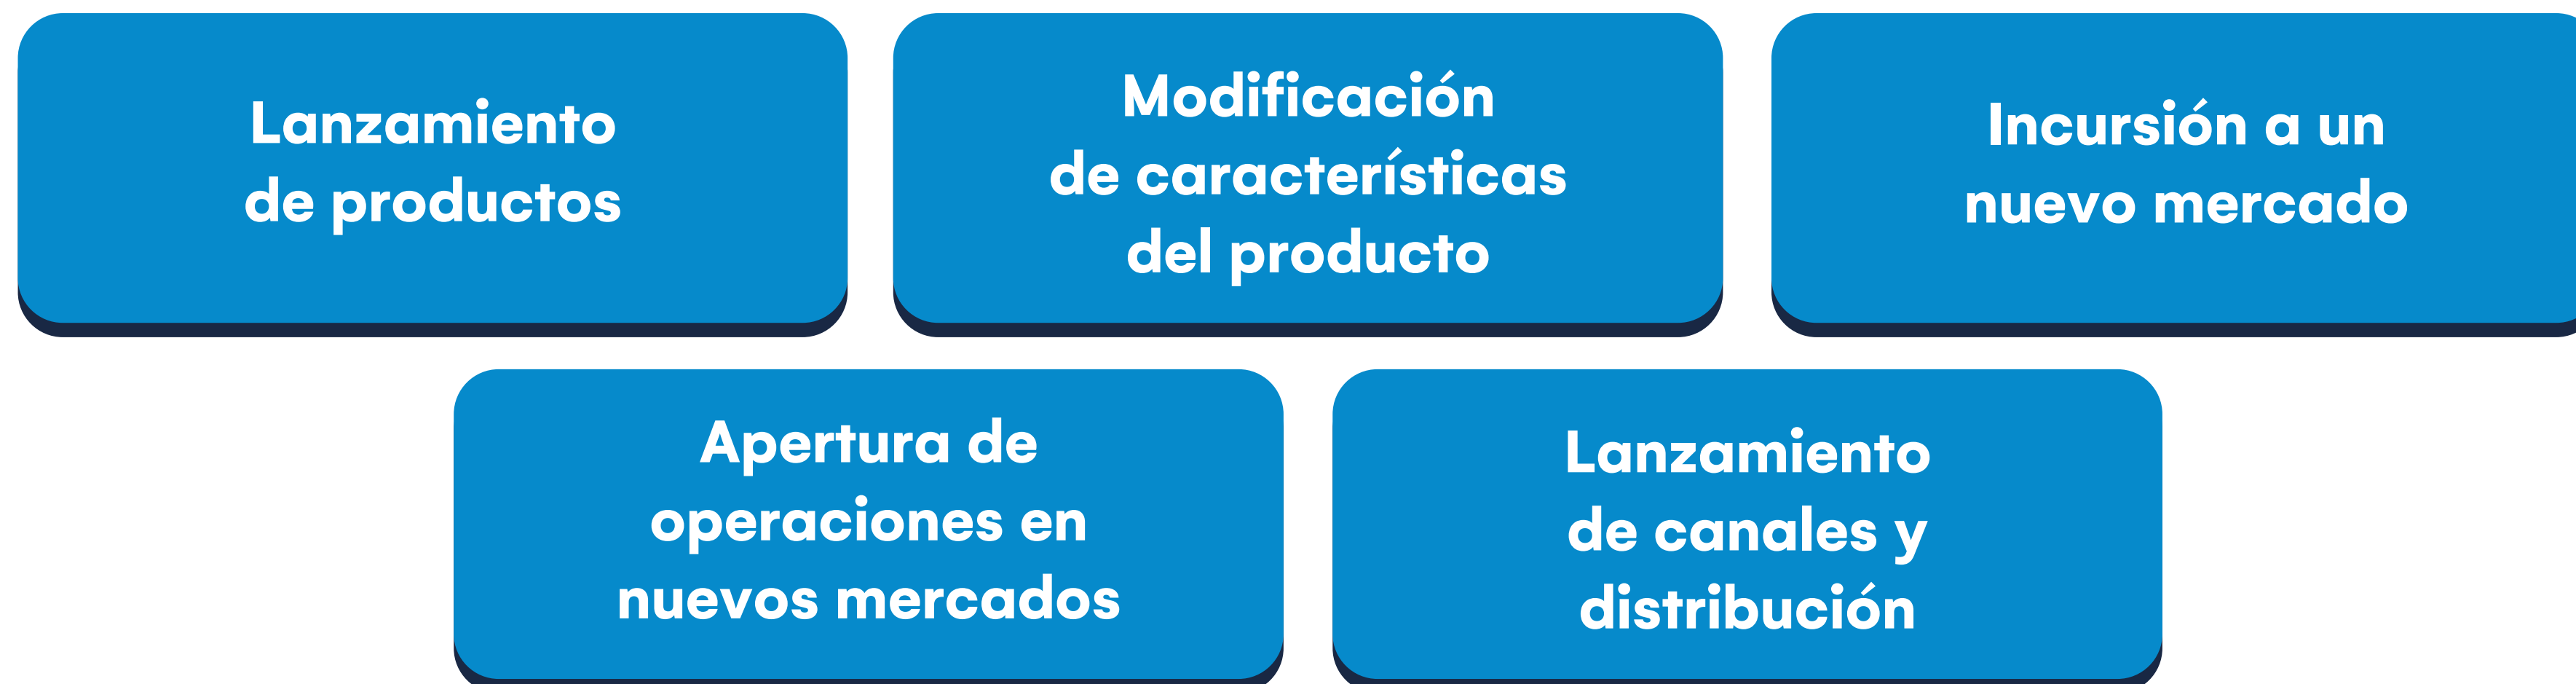 Lanzamiento
de productos
Modificación
de características
del producto
Incursión a un
nuevo mercado
Apertura de
operaciones en
nuevos mercados
Lanzamiento
de canales y
distribución